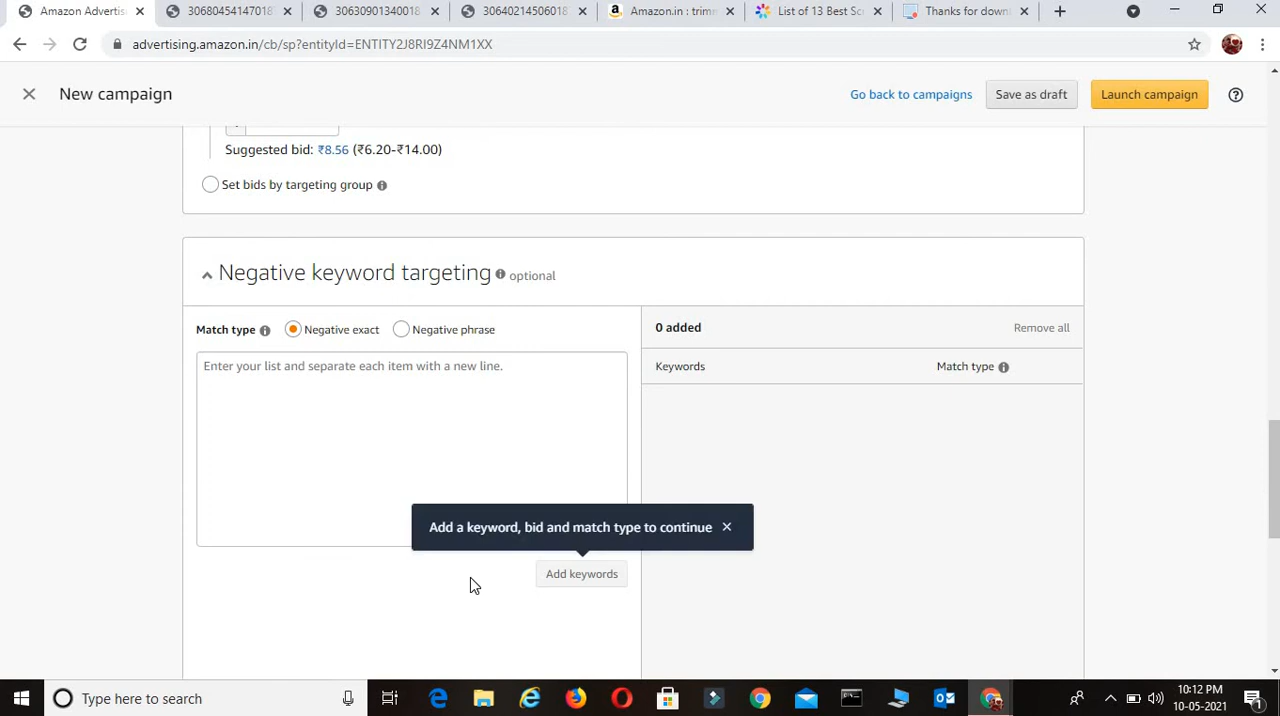 Amazon Advertis
30680454147018
30630901340018
30640214506018
Amazon.in : trimm
List of 13 Best Scr
Thanks for downl
advertising.amazon.in/cb/sp?entityId=ENTITY2J8RI9Z4NM1XX
New campaign
Go back to campaigns
Save as draft
Launch campaign
Suggested bid: ₹8.56 (₹6.20-₹14.00)
Set bids by targeting group
Negative keyword targeting optional
Match type Negative exact Negative phrase
0 added
Remove all
Enter your list and separate each item with a new line.
Keywords
Match type
Add a keyword, bid and match type to continue
Add keywords
Type here to search
10:12 PM
10-05-2021
1